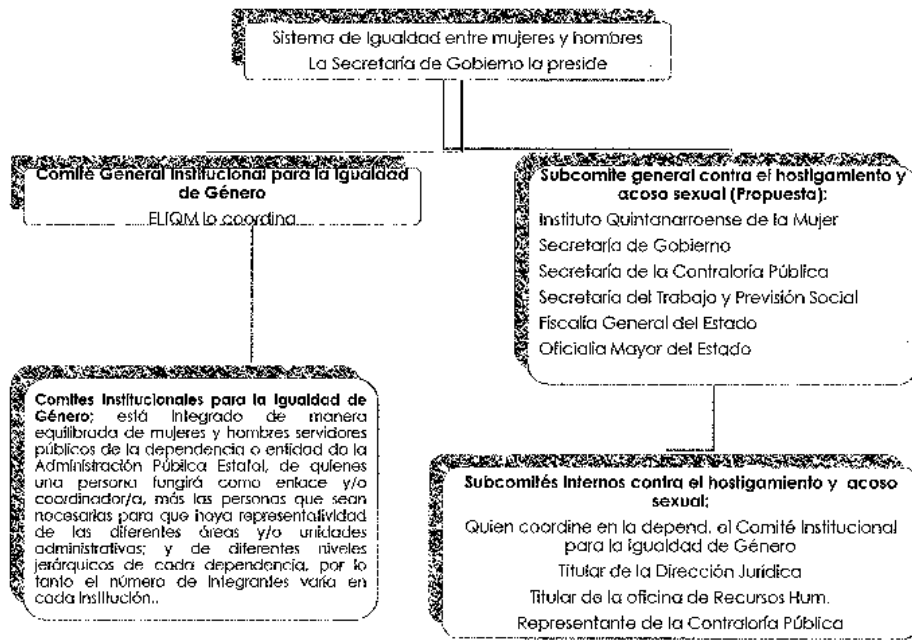 Sistema de Igualdad entre mujeres y hombres
La Secretaría de Gobierno la preside
Comité General Institucional para la Igualdad
de Género
El IQM lo coordina
Subcomite general contra el hostigamiento y
acoso sexual (Propuesta):
Instituto Quintanarroense de la Mujer
Secretaría de Gobierno
Secretaría de la Contraloría Pública
Secretaría del Trabajo y Previsión Social
Fiscalía General del Estado
Oficialia Mayor del Estado
Comites Institucionales para la Igualdad de
Género; está integrado de manera
equilibrada de mujeres y hombres servidores
públicos de la dependencia o entidad de la
Administración Pública Estatal, de quienes
una persona fungirá como enlace y/o
coordinador/a, más las personas que sean
necesarias para que haya representatividad
de las diferentes áreas y/o unidades
administrativas; y de diferentes niveles
jerárquicos de cada dependencia, por lo
tanto el número de integrantes varía en
cada institución..
Subcomités Internos contra el hostigamiento y acoso
sexual;
Quien coordine en la depend. el Comité Institucional
para la Igualdad de Género
Titular de la Dirección Jurídica
Titular de la oficina de Recursos Hum.
Representante de la Contraloría Pública